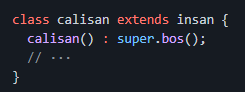 class calisan extends insan {
  calisan() : super.bos();
  // ···
}